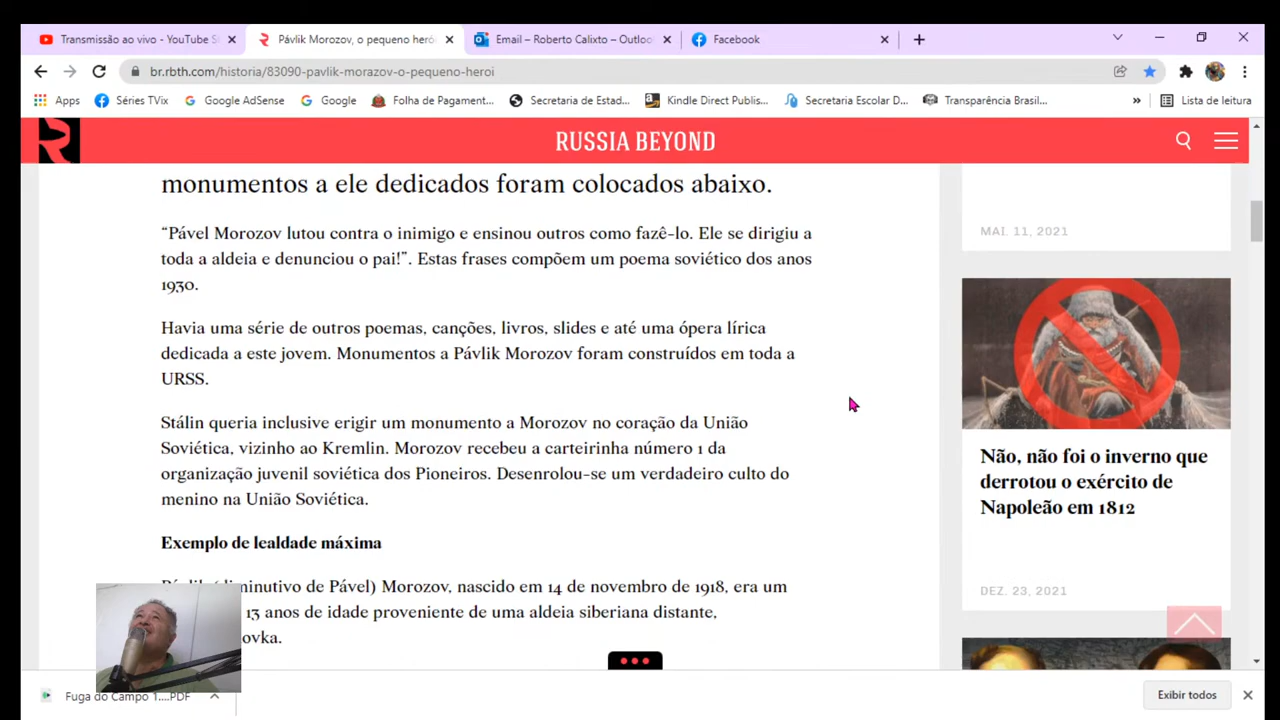 Transmissão ao vivo - YouTube S
Pávlik Morozov, o pequeno heró
Email – Roberto Calixto – Outloo
Facebook
br.rbth.com/historia/83090-pavlik-morazov-o-pequeno-heroi
Apps
Séries TVix
Google AdSense
Google
Folha de Pagament...
Secretaria de Estad...
Kindle Direct Publis...
Secretaria Escolar D...
Transparência Brasil...
»
Lista de leitura
RUSSIA BEYOND
monumentos a ele dedicados foram colocados abaixo.
“Pável Morozov lutou contra o inimigo e ensinou outros como fazê-lo. Ele se dirigiu a
toda a aldeia e denunciou o pai!”. Estas frases compõem um poema soviético dos anos
1930.
Havia uma série de outros poemas, canções, livros, slides e até uma ópera lírica
dedicada a este jovem. Monumentos a Pávlik Morozov foram construídos em toda a
URSS.
Stálin queria inclusive erigir um monumento a Morozov no coração da União
Soviética, vizinho ao Kremlin. Morozov recebeu a carteirinha número 1 da
organização juvenil soviética dos Pioneiros. Desenrolou-se um verdadeiro culto do
menino na União Soviética.
Exemplo de lealdade máxima
minutivo de Pável) Morozov, nascido em 14 de novembro de 1918, era um
13 anos de idade proveniente de uma aldeia siberiana distante,
ovka.
MAI. 11, 2021
Não, não foi o inverno que
derrotou o exército de
Napoleão em 1812
DEZ. 23, 2021
Fuga do Campo 1....PDF
Exibir todos